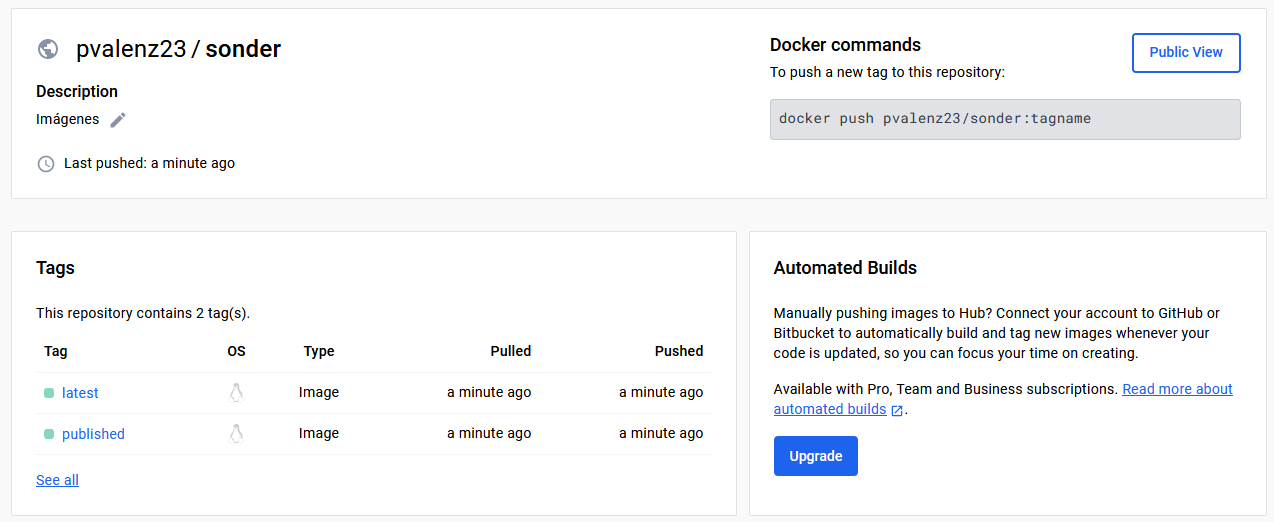 pvalenz23 / sonder
Description
Imágenes
Last pushed: a minute ago
Docker commands
To push a new tag to this repository:
docker push pvalenz23/sonder:tagname
Public View
Tags
This repository contains 2 tag(s).
Tag OS Type Pulled Pushed
latest Image a minute ago a minute ago
published Image a minute ago a minute ago
See all
Automated Builds
Manually pushing images to Hub? Connect your account to GitHub or
Bitbucket to automatically build and tag new images whenever your
code is updated, so you can focus your time on creating.
Available with Pro, Team and Business subscriptions. Read more about
automated builds .
Upgrade